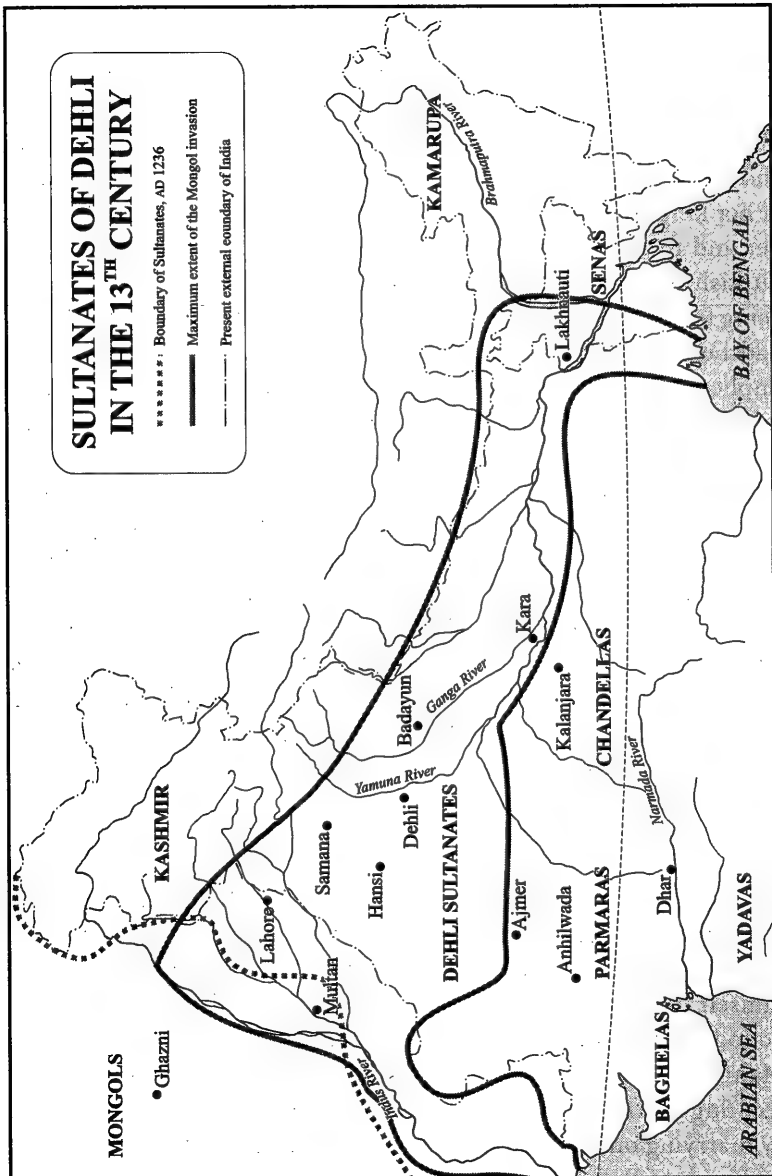 SULTANATES OF DEHLI
IN THE 13TH CENTURY
Boundary of Sultanates, AD 1236
Maximum extent of the Mongol invasion
Present external eoundary of India
MONGOLS
Ghazni
KASHMIR
Lahore
Multan
Indus River
Samana
Hansi
Dehli
Yamuna River
Badayun
Ganga River
DEHLI SULTANATES
Kara
Ajmer
Anhilwada
PARMARAS
Kalanjara
CHANDELLAS
Narmada River
Dhar
BAGHELAS
YADAVAS
ARABIAN SEA
KAMARUPA
Brahmapura River
Lakhnauti
SENAS
BAY OF BENGAL